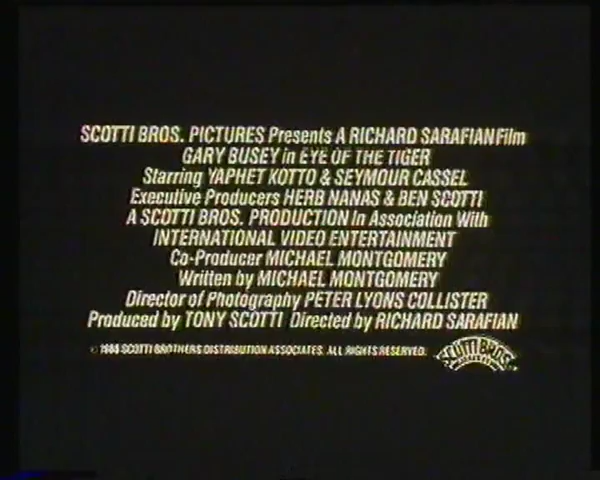 SCOTTI BROS. PICTURES Presents A RICHARD SARAFIAN Film
GARY BUSEY in EYE OF THE TIGER
Starring YAPHET KOTTO & SEYMOUR CASSEL
Executive Producers HERB NANAS & BEN SCOTTI
A SCOTTI BROS. PRODUCTION In Association With
INTERNATIONAL VIDEO ENTERTAINMENT
Co-Producer MICHAEL MONTGOMERY
Written by MICHAEL MONTGOMERY
Director of Photography PETER LYONS COLLISTER
Produced by TONY SCOTTI Directed by RICHARD SARAFIAN
© 1986 SCOTTI BROTHERS DISTRIBUTION ASSOCIATES. ALL RIGHTS RESERVED.
SCOTTI BROS.